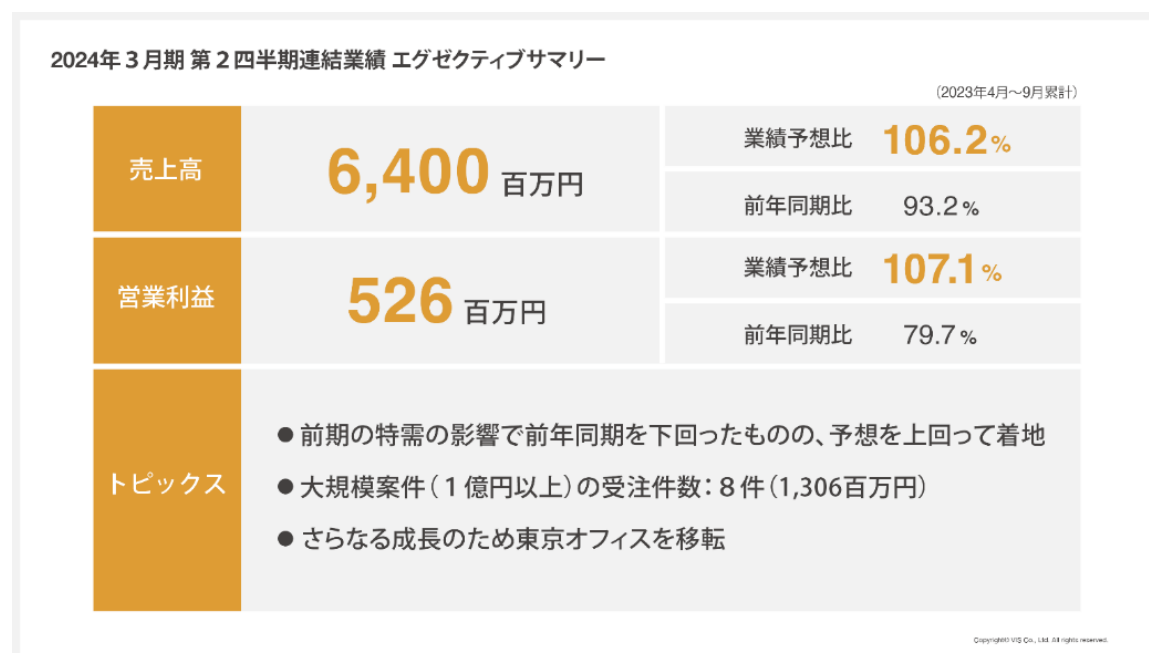 2024年３月期 第２四半期連結業績 エグゼクティブサマリー
（2023年4月〜9月累計）
売上高
6,400 百万円
業績予想比 106.2%
前年同期比 93.2%
営業利益
526 百万円
業績予想比 107.1%
前年同期比 79.7%
トピックス
● 前期の特需の影響で前年同期を下回ったものの、予想を上回って着地
● 大規模案件（１億円以上）の受注件数：８件（1,306百万円）
● さらなる成長のため東京オフィスを移転
Copyright© VIS Co., Ltd. All rights reserved.